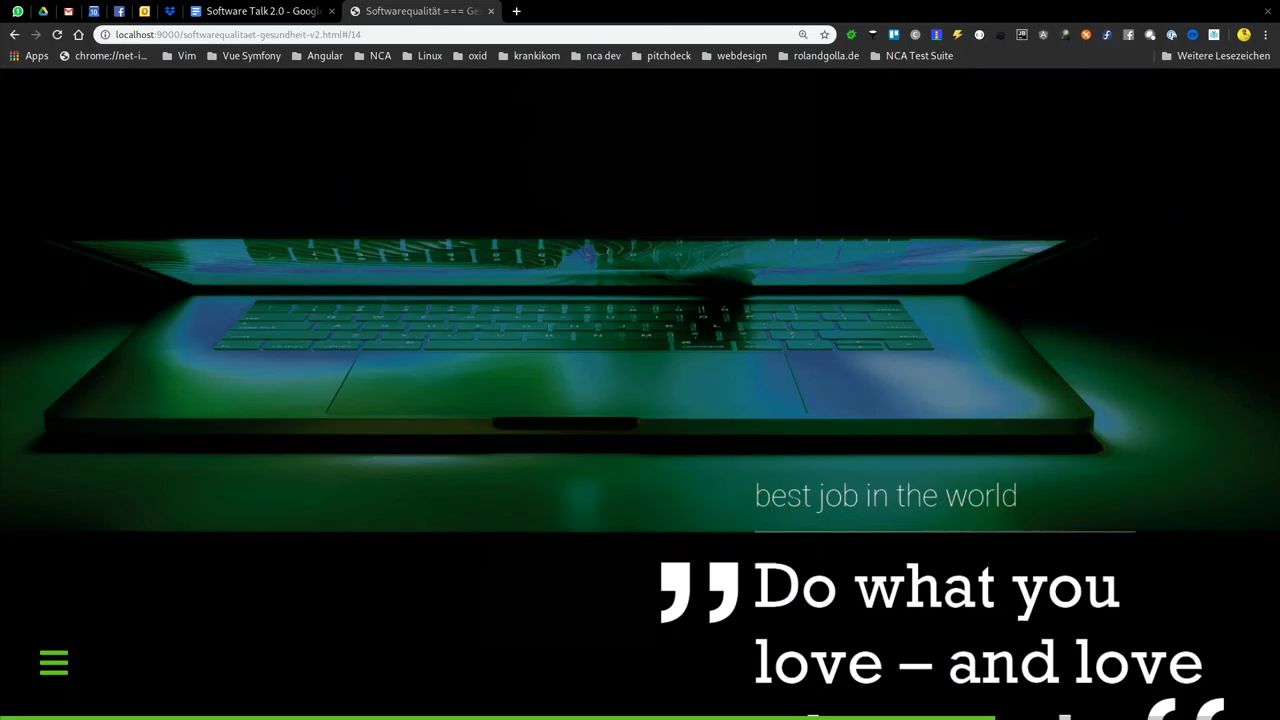 Software Talk 2.0 - Google
Softwarequalität === Ge
localhost:9000/softwarequalitaet-gesundheit-v2.html#/14
Apps
chrome://net-i...
Vim
Vue Symfony
Angular
NCA
Linux
oxid
krankikom
nca dev
pitchdeck
webdesign
rolandgolla.de
NCA Test Suite
Weitere Lesezeichen
best job in the world
„Do what you
love – and love